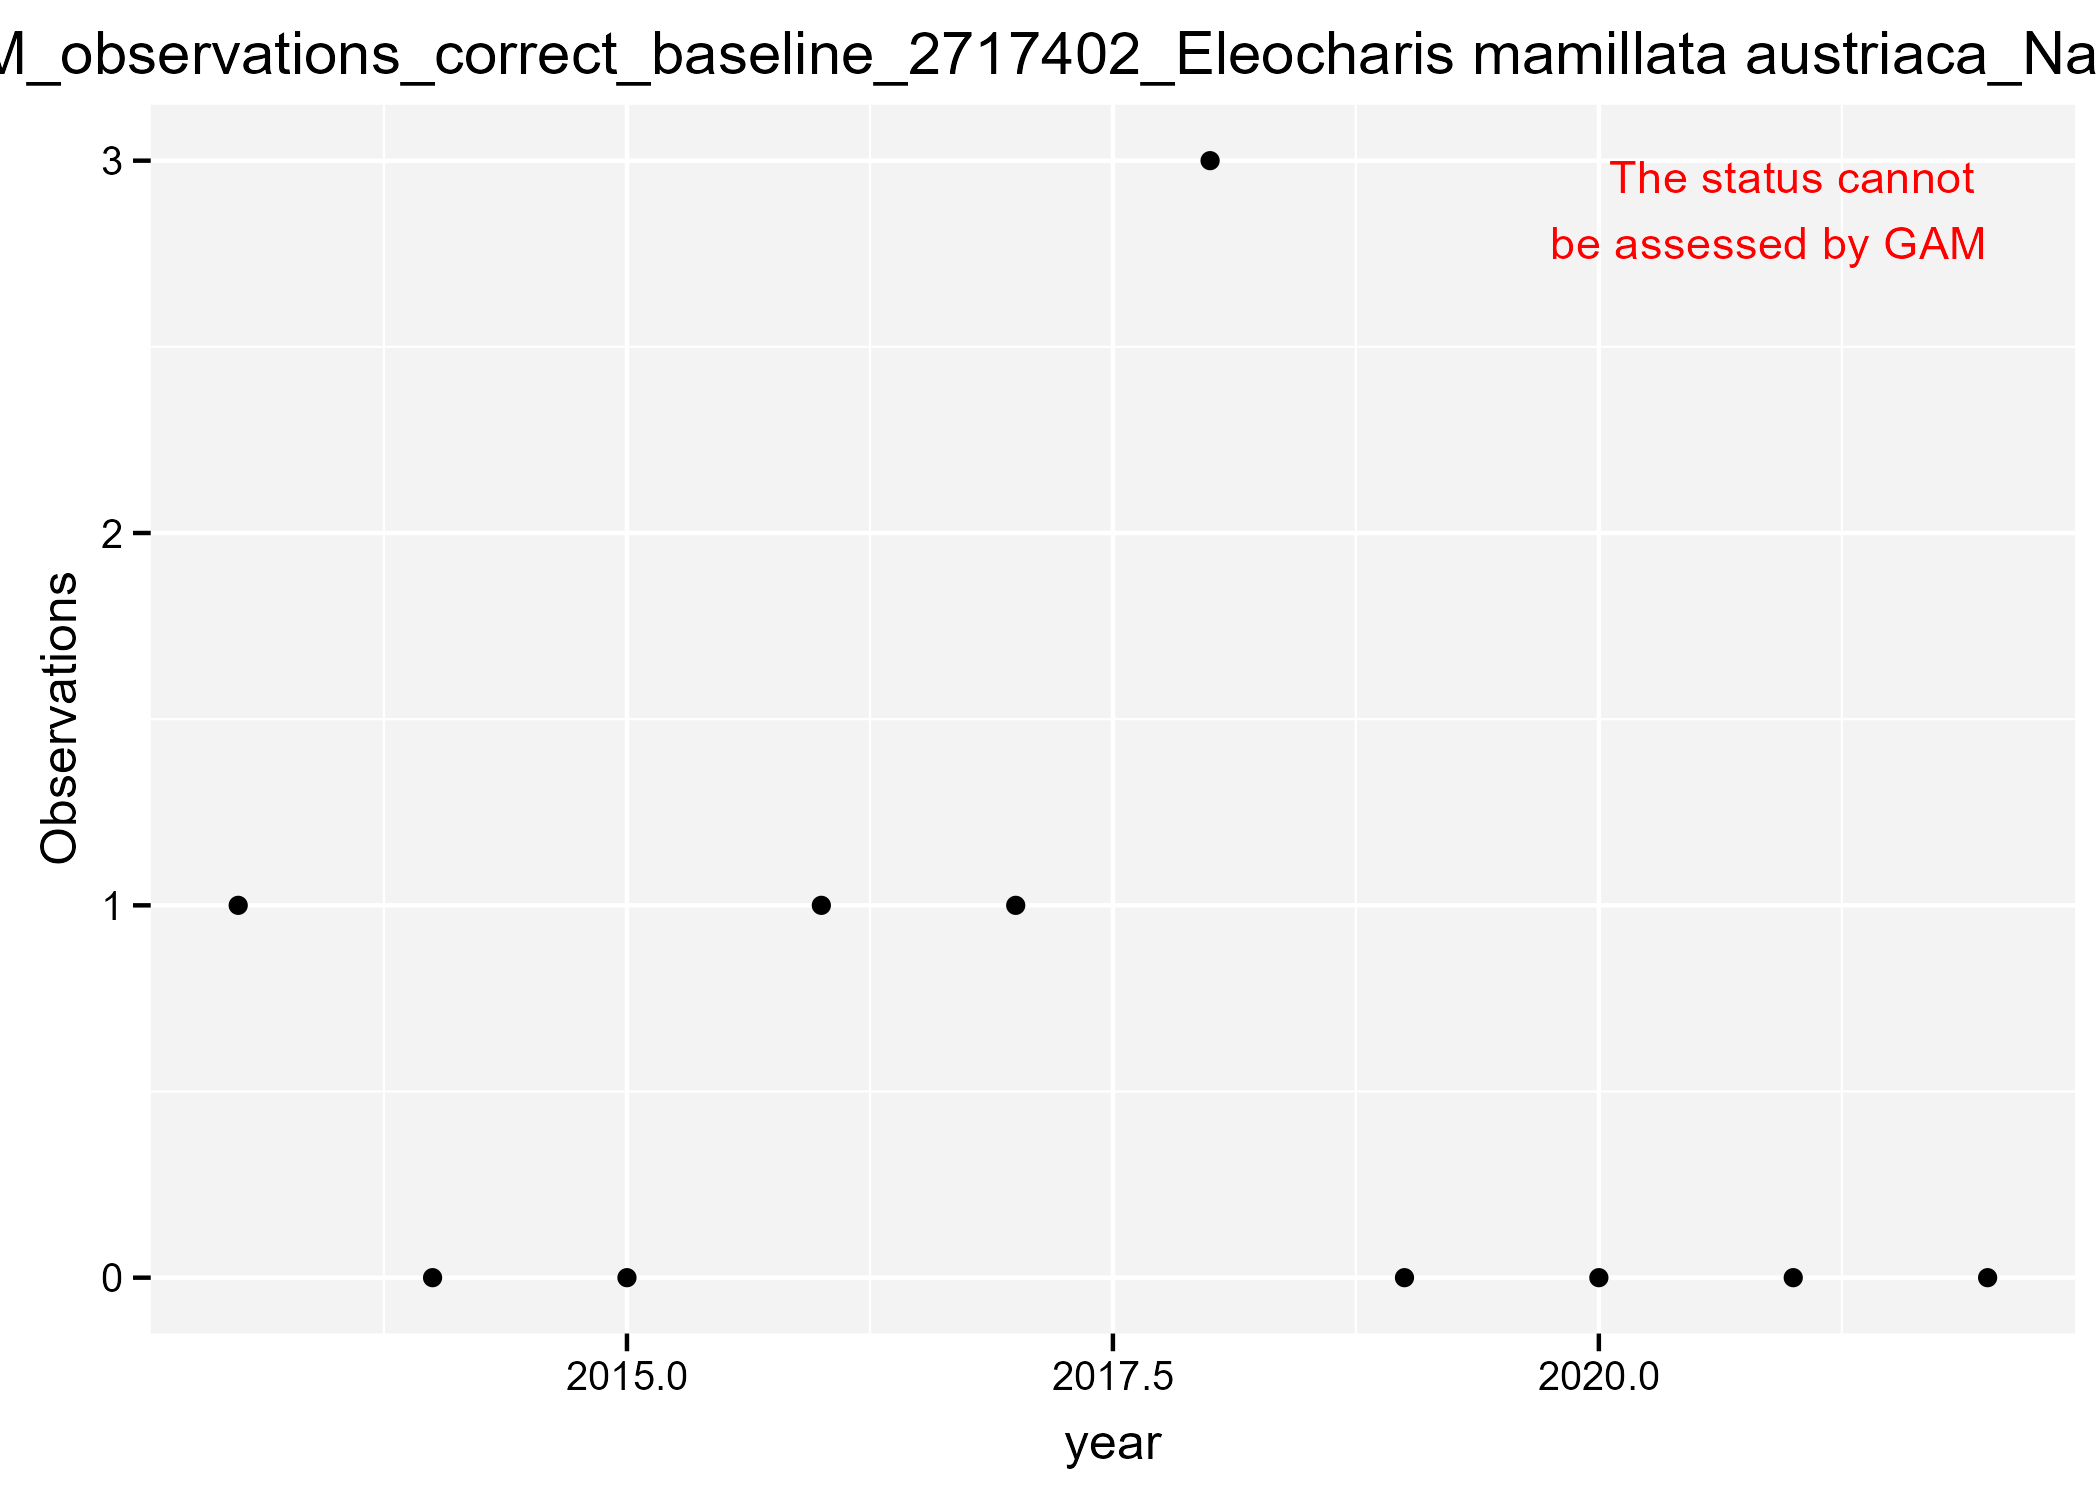 M_observations_correct_baseline_2717402_Eleocharis mamillata austriaca_Na
3
The status cannot
be assessed by GAM
2
Observations
1
0
2015.0 2017.5 2020.0
year